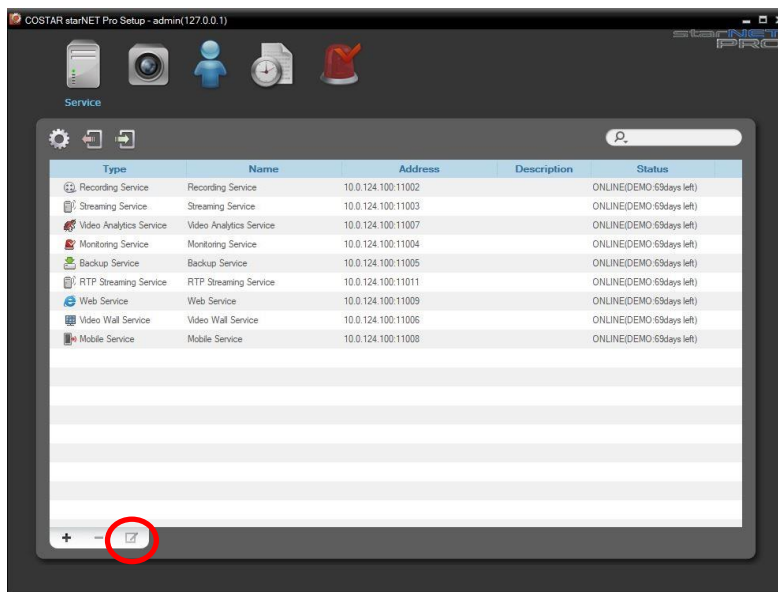 COSTAR starNET Pro Setup - admin(127.0.0.1)
starNET
PRO
Service
Type Name Address Description Status
Recording Service Recording Service 10.0.124.100:11002 ONLINE(DEMO:69days left)
Streaming Service Streaming Service 10.0.124.100:11003 ONLINE(DEMO:69days left)
Video Analytics Service Video Analytics Service 10.0.124.100:11007 ONLINE(DEMO:69days left)
Monitoring Service Monitoring Service 10.0.124.100:11004 ONLINE(DEMO:69days left)
Backup Service Backup Service 10.0.124.100:11005 ONLINE(DEMO:69days left)
RTP Streaming Service RTP Streaming Service 10.0.124.100:11011 ONLINE(DEMO:69days left)
Web Service Web Service 10.0.124.100:11009 ONLINE(DEMO:69days left)
Video Wall Service Video Wall Service 10.0.124.100:11006 ONLINE(DEMO:69days left)
Mobile Service Mobile Service 10.0.124.100:11008 ONLINE(DEMO:69days left)